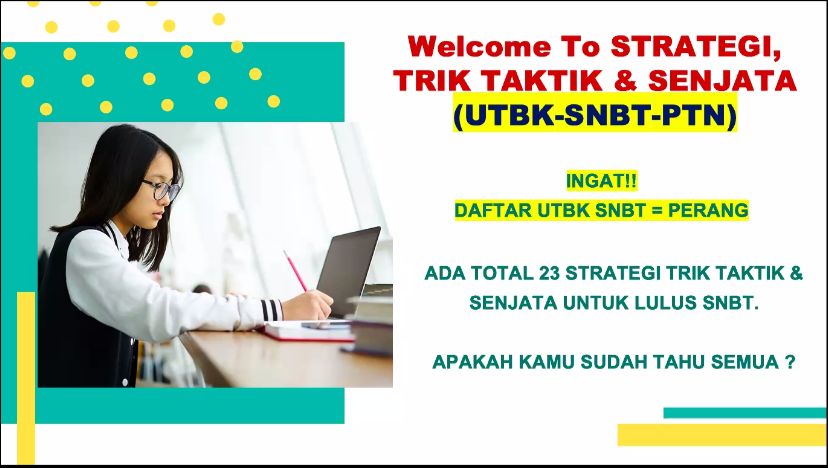 Welcome To STRATEGI,
TRIK TAKTIK & SENJATA
(UTBK-SNBT-PTN)
INGAT!!
DAFTAR UTBK SNBT = PERANG
ADA TOTAL 23 STRATEGI TRIK TAKTIK &
SENJATA UNTUK LULUS SNBT.
APAKAH KAMU SUDAH TAHU SEMUA ?